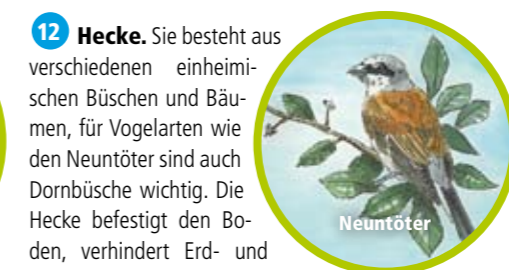 12 Hecke. Sie besteht aus
verschiedenen einheimi-
schen Büschen und Bäu-
men, für Vogelarten wie
den Neuntöter sind auch
Dornbüsche wichtig. Die
Hecke befestigt den Bo-
den, verhindert Erd- und
Neuntöter